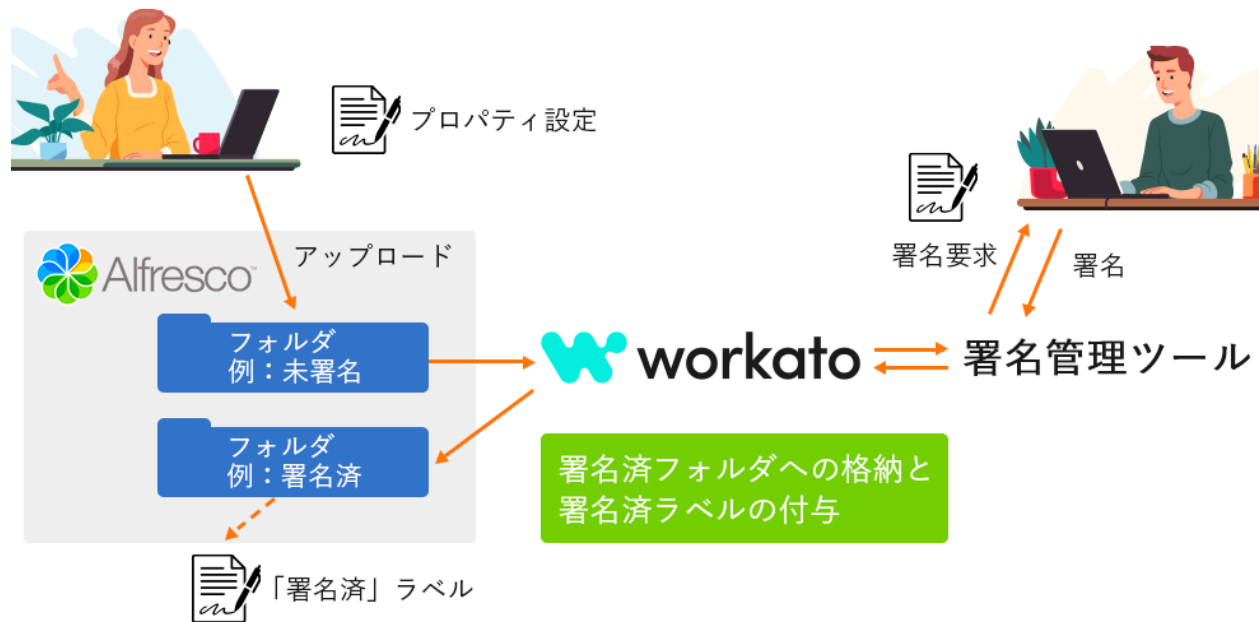 プロパティ設定
アップロード
Alfresco™
フォルダ
例：未署名
フォルダ
例：署名済
「署名済」ラベル
workato
署名済フォルダへの格納と
署名済ラベルの付与
署名要求
署名
署名管理ツール